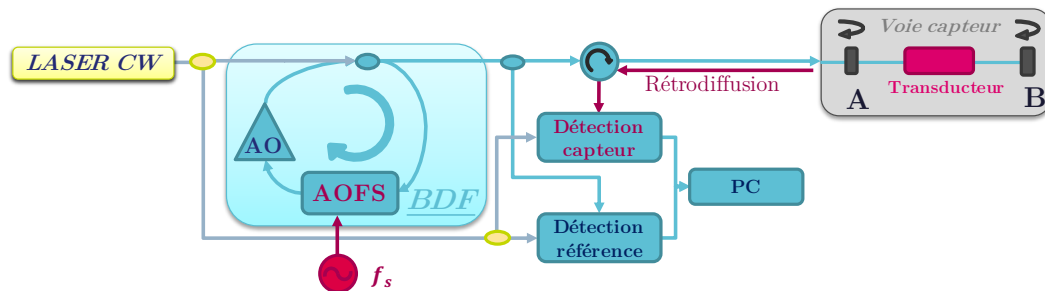 LASER CW
AO
AOFS
BDF
f_s
Rétrodiffusion
Détection
capteur
Détection
référence
PC
Voie capteur
A
Transducteur
B